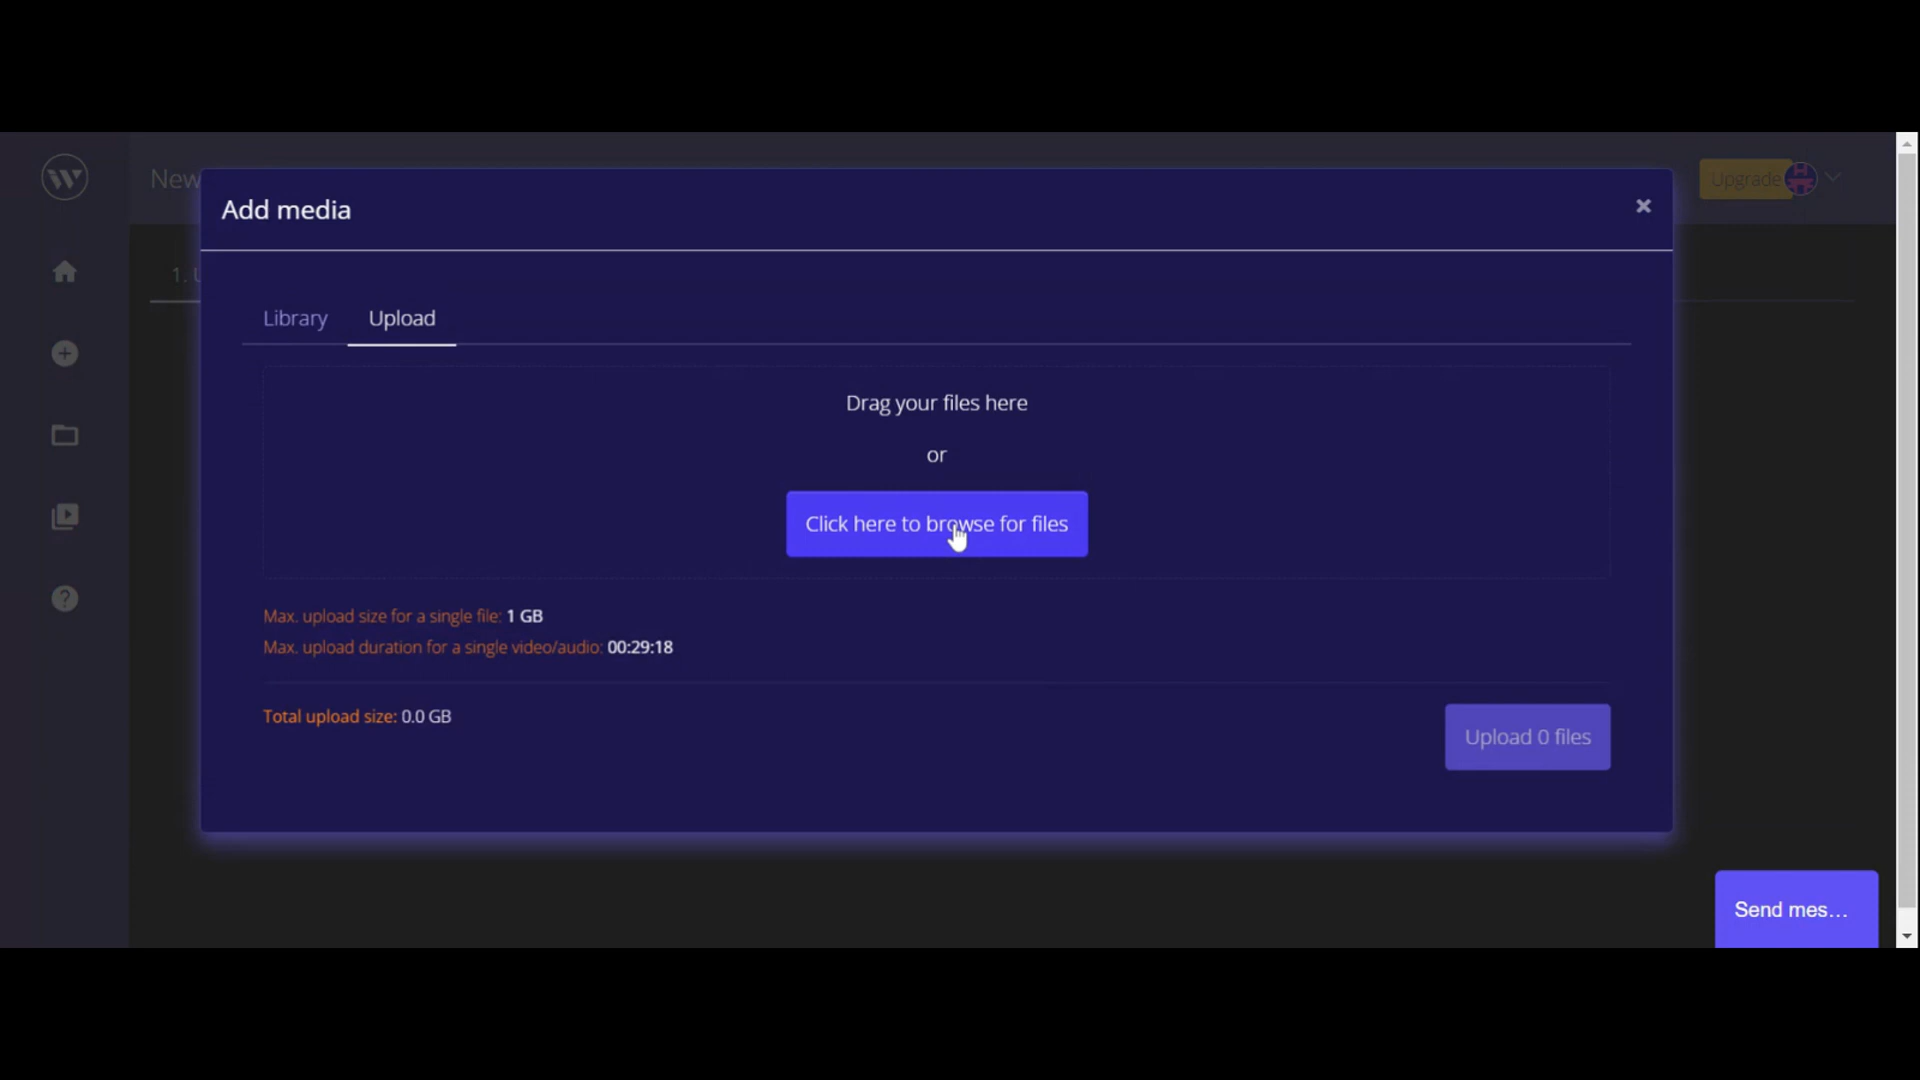 New
Upgrade
Add media
1. U
Library
Upload
Drag your files here
or
Click here to browse for files
Max. upload size for a single file: 1 GB
Max. upload duration for a single video/audio: 00:29:18
Total upload size: 0.0 GB
Upload 0 files
Send mes...